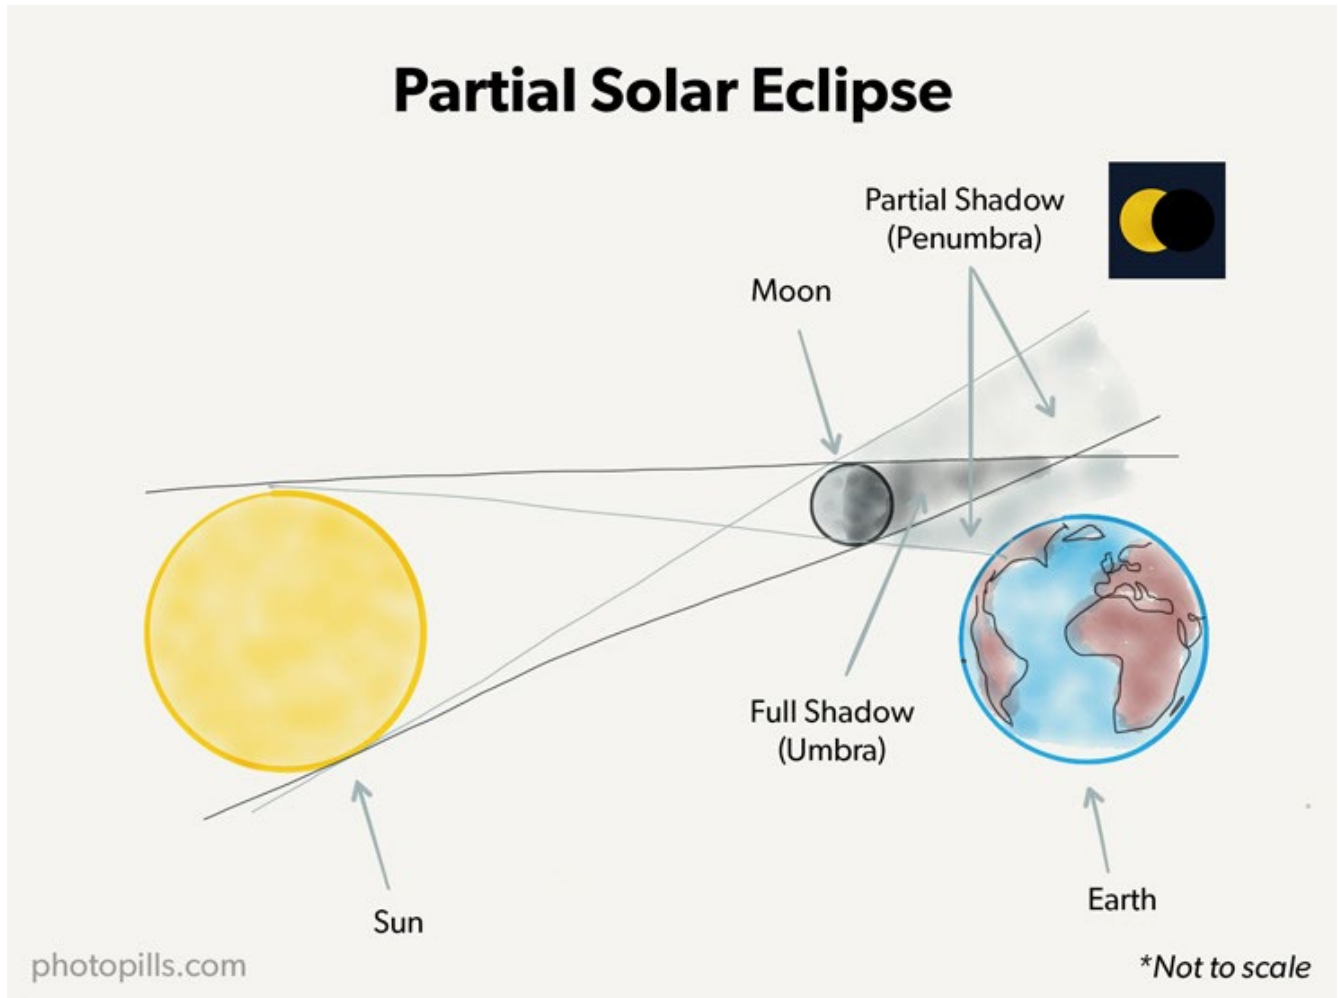 Partial Solar Eclipse
Partial Shadow
(Penumbra)
Moon
Full Shadow
(Umbra)
Sun
Earth
photopills.com
*Not to scale